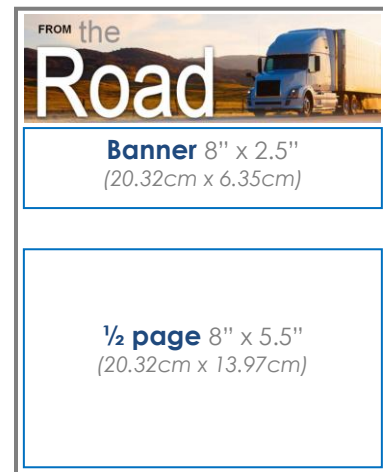 FROM the
Road
Banner 8” x 2.5”
(20.32cm x 6.35cm)
½ page 8” x 5.5”
(20.32cm x 13.97cm)